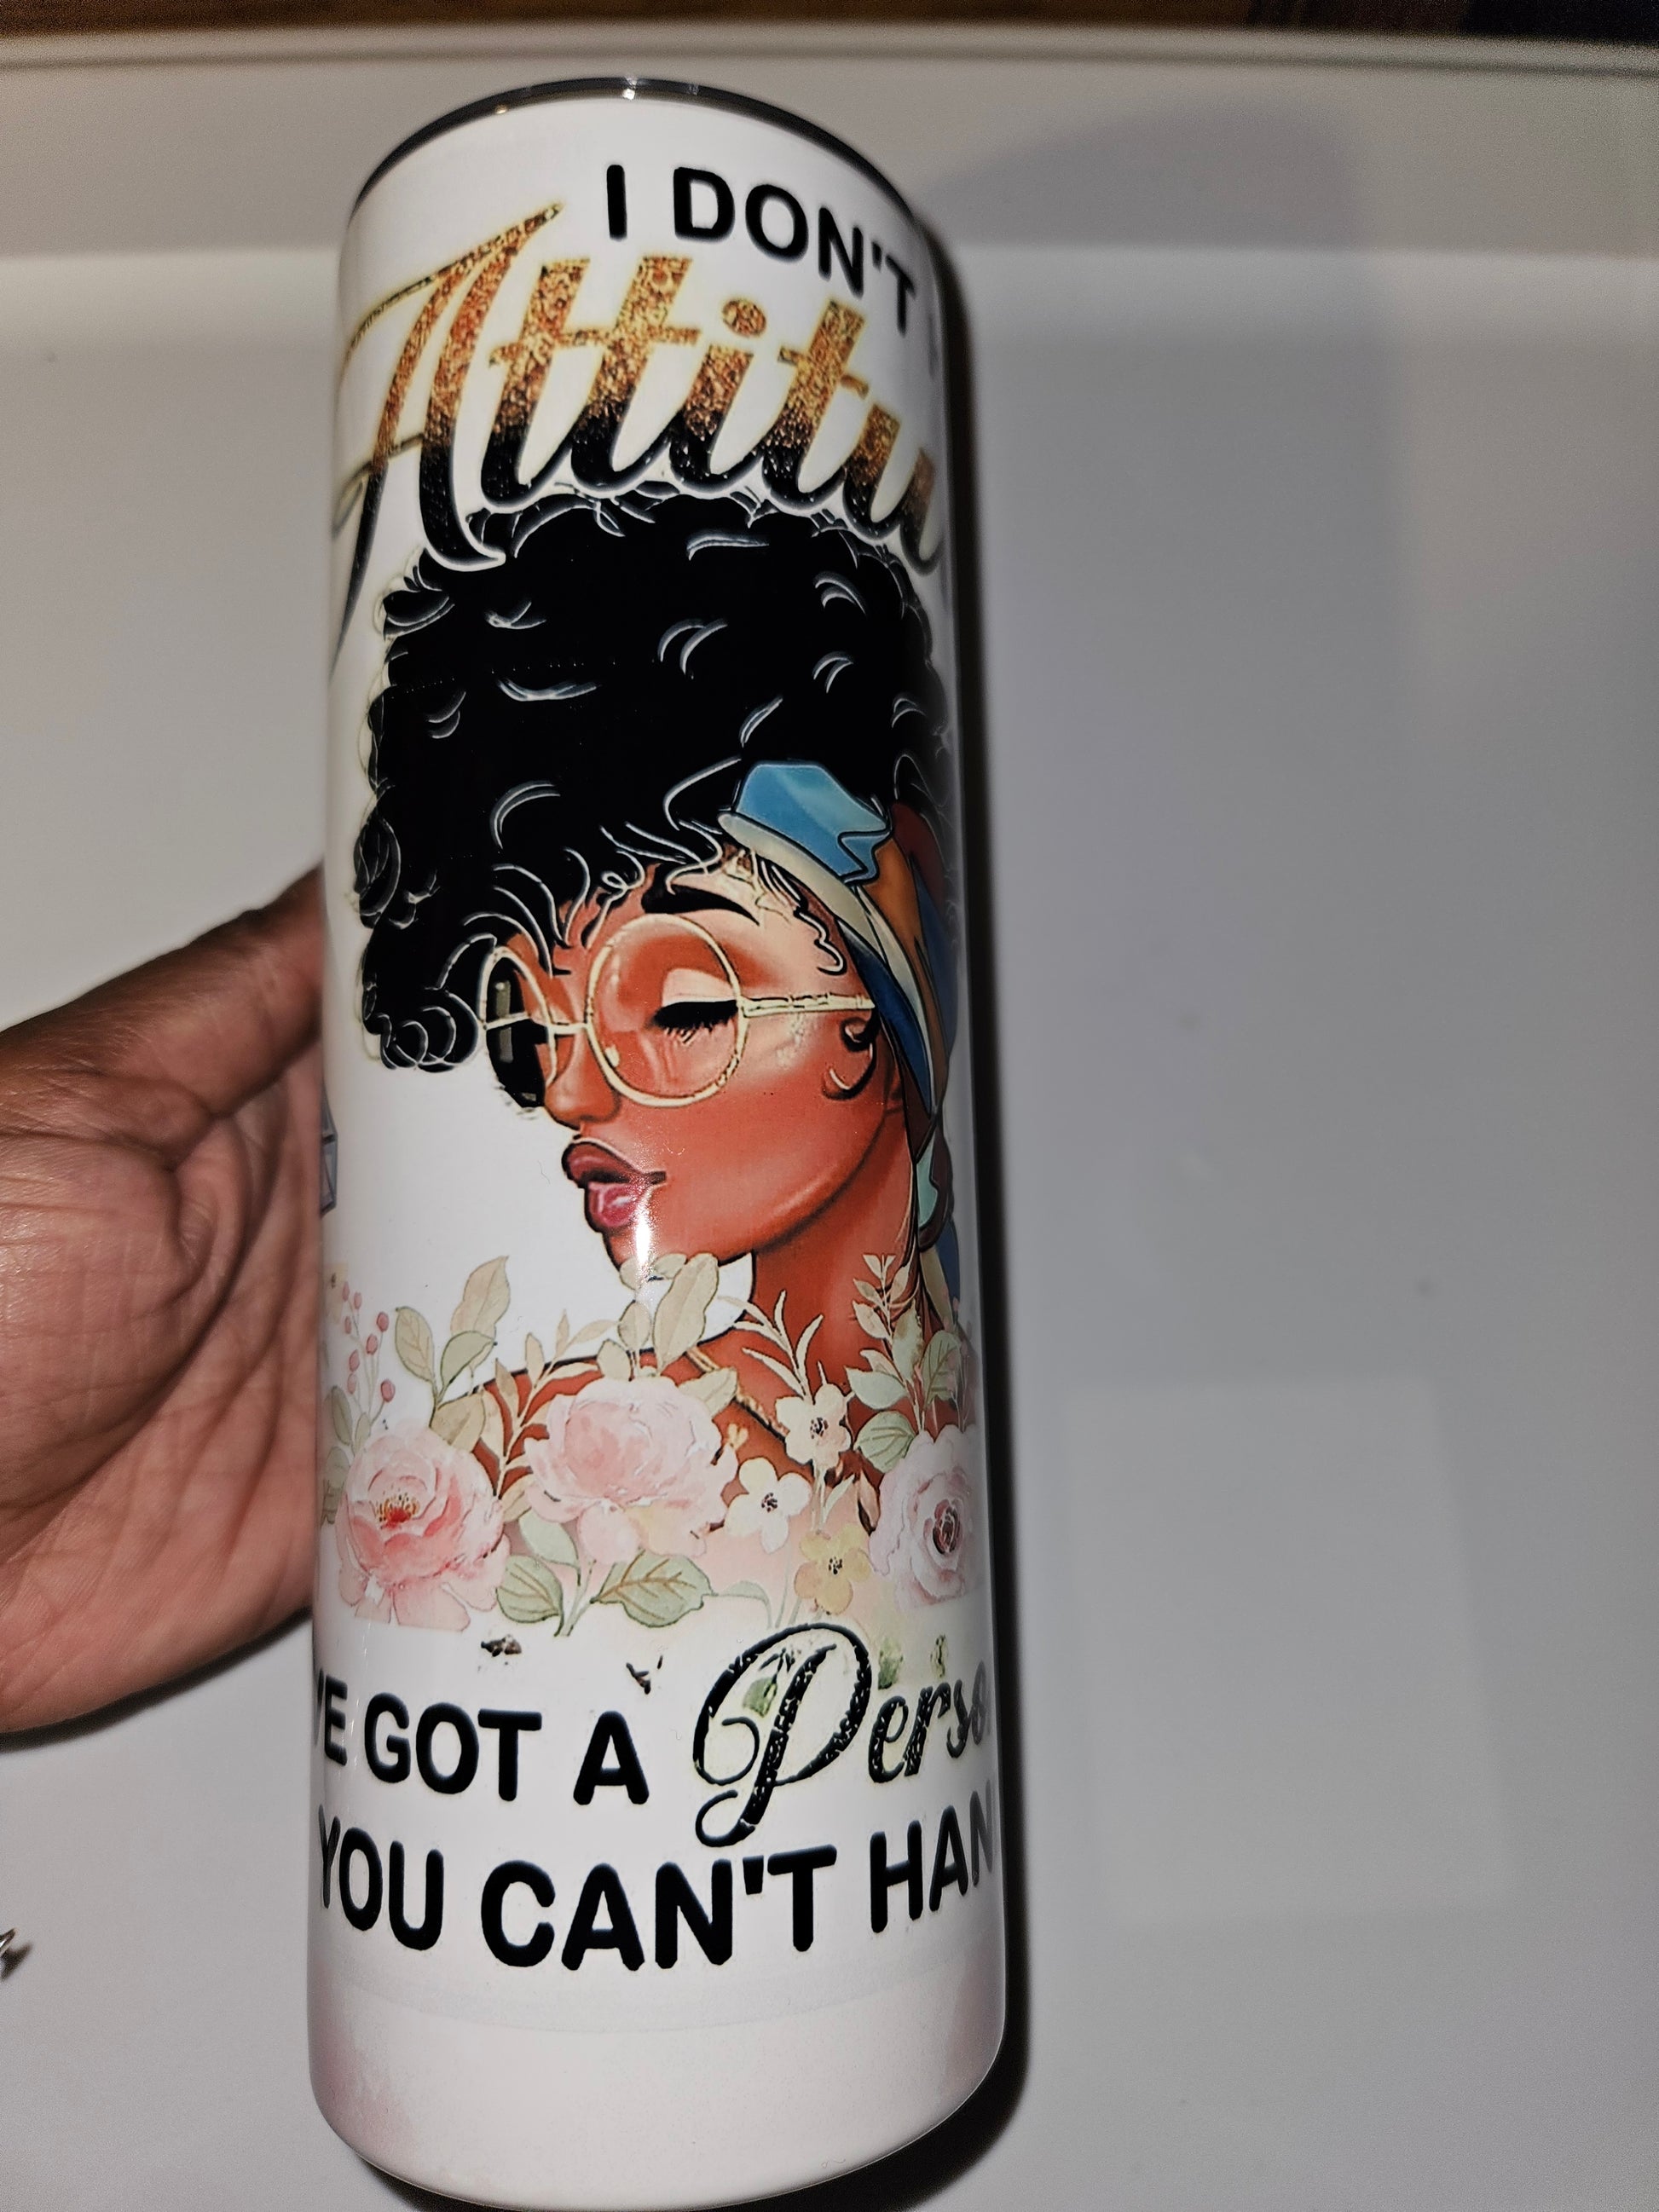 I DON'T
Attitu
'VE GOT A Perso
YOU CAN'T HAN